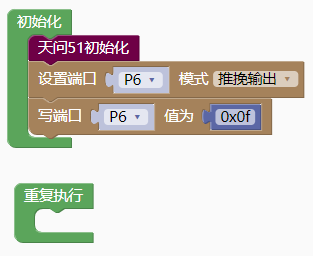 初始化
天问51初始化
设置端口 P6 模式 推挽输出
写端口 P6 值为 0x0f
重复执行